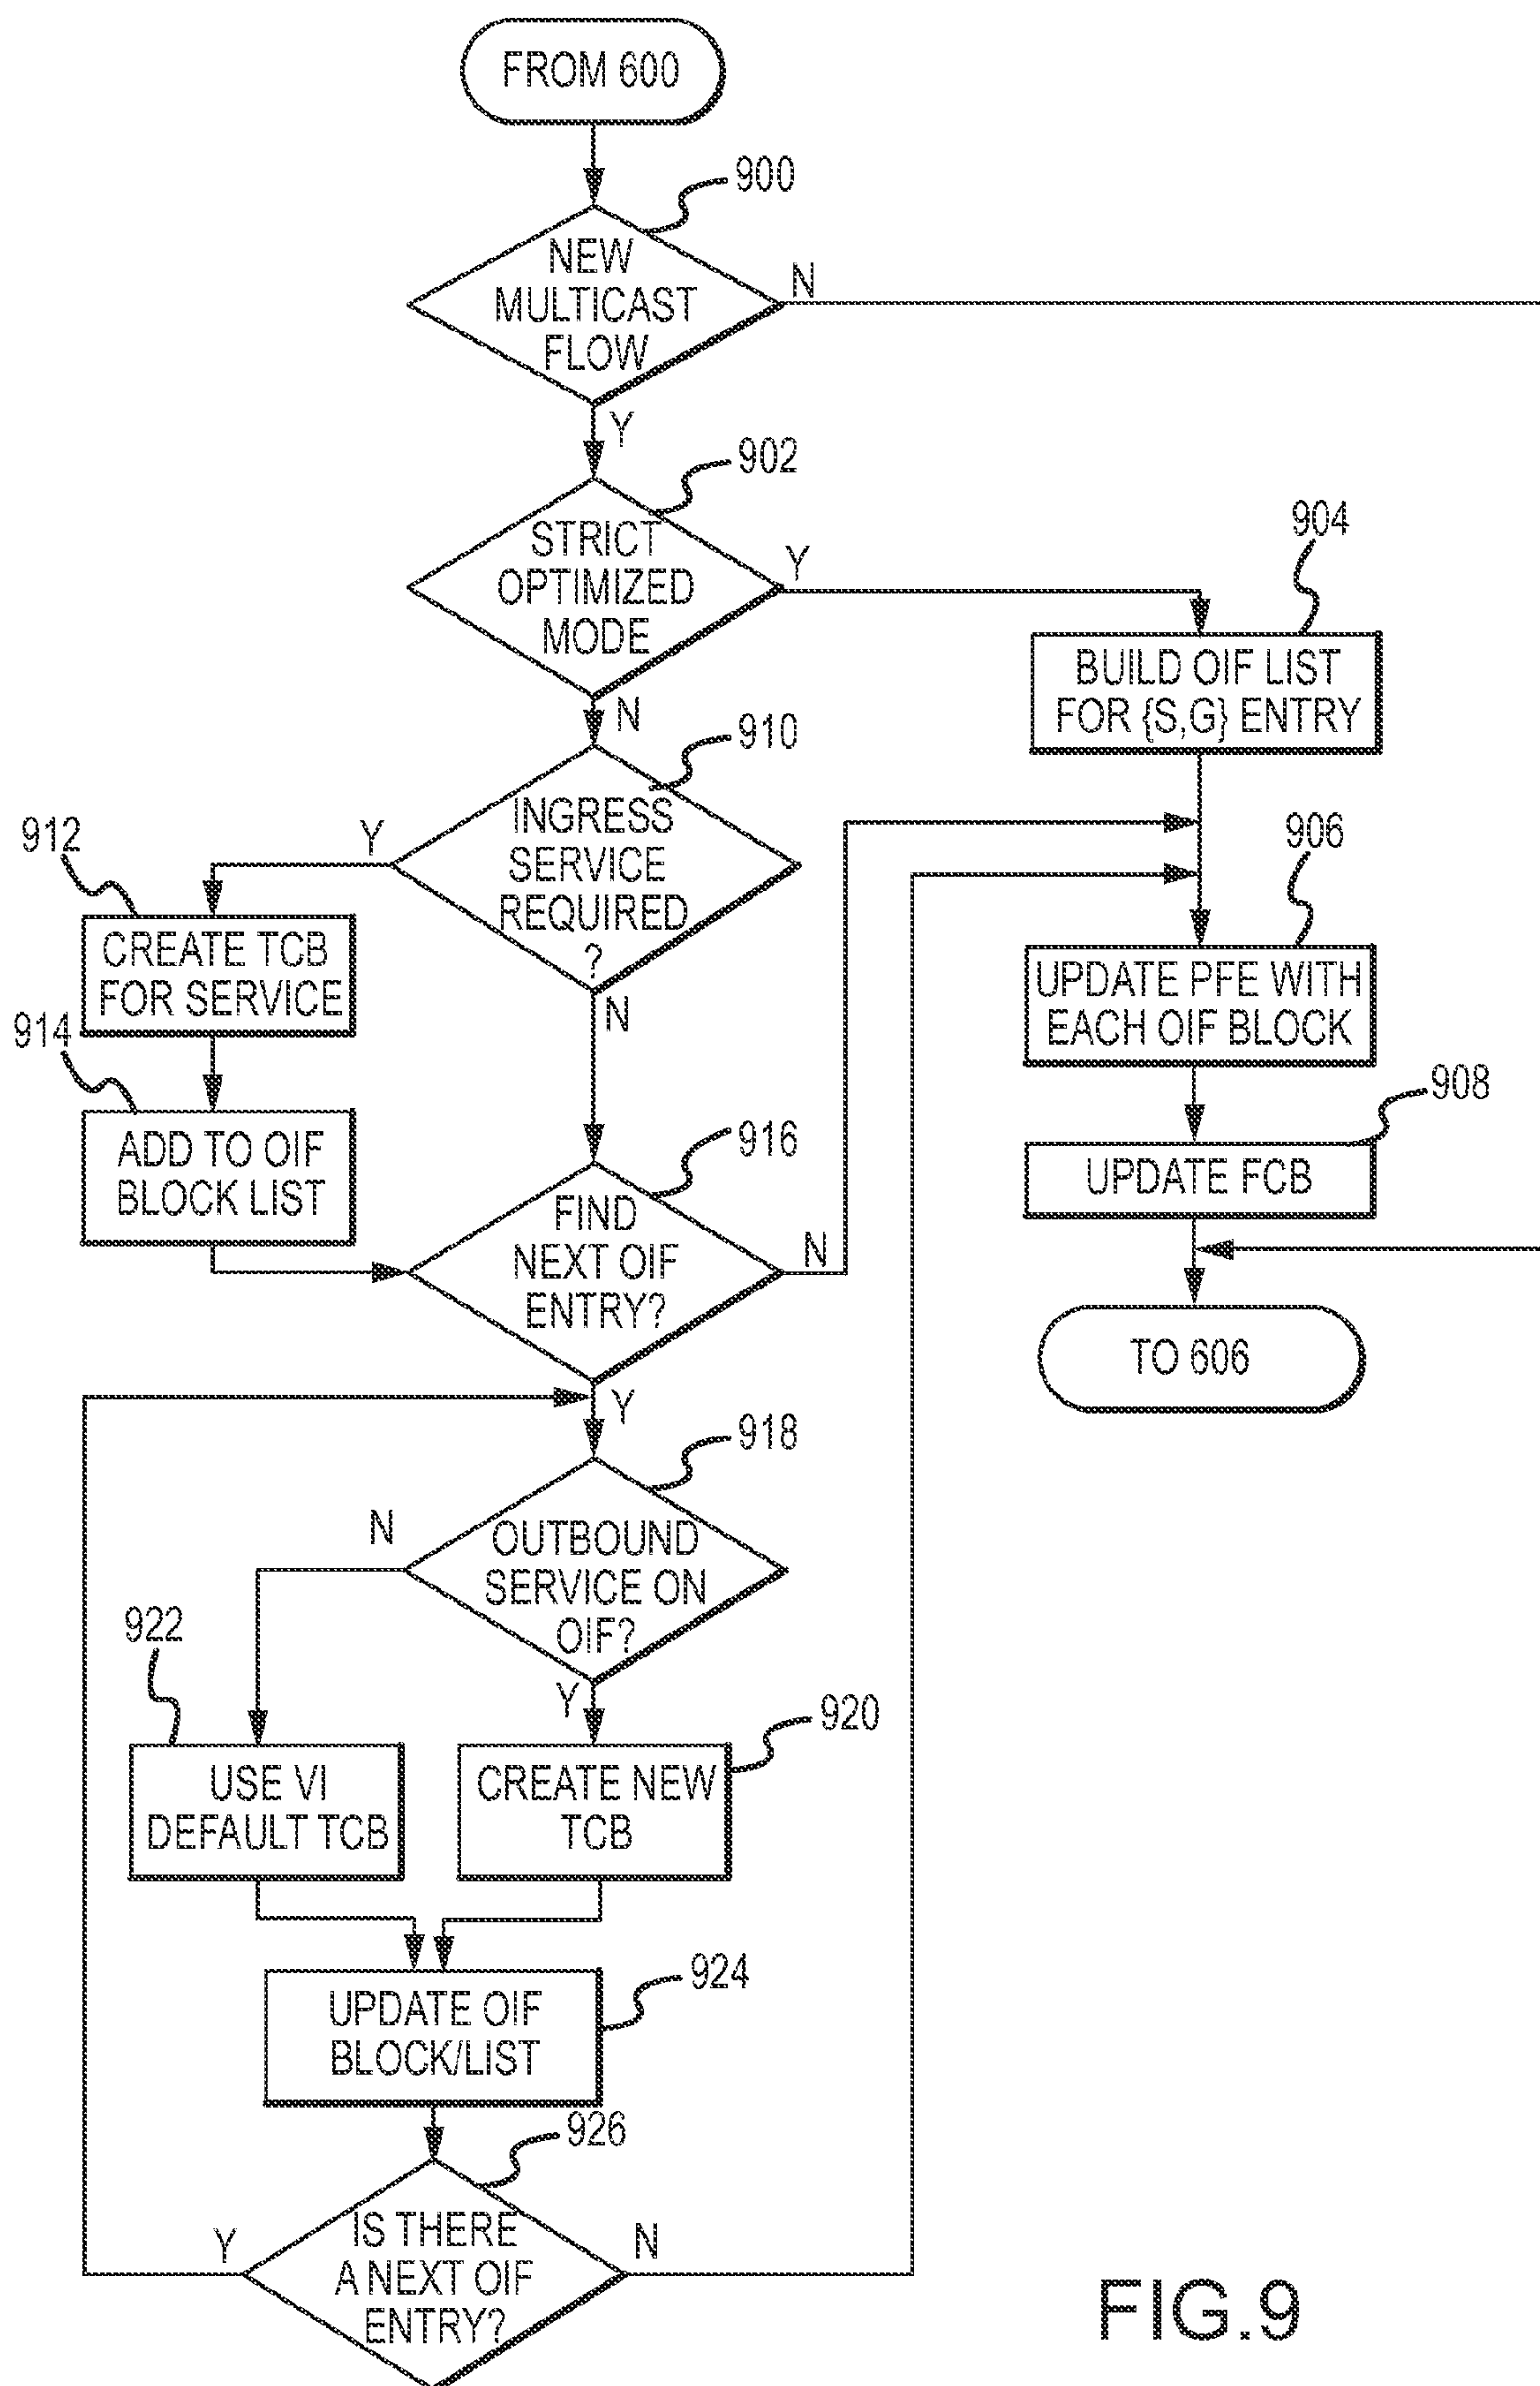 FROM 600
900
NEW
MULTICAST
FLOW
N
Y
902
STRICT
OPTIMIZED
MODE
Y
N
904
BUILD OIF LIST
FOR {S,G} ENTRY
910
INGRESS
SERVICE
REQUIRED
?
Y
N
912
CREATE TCB
FOR SERVICE
914
ADD TO OIF
BLOCK LIST
906
UPDATE PFE WITH
EACH OIF BLOCK
908
UPDATE FCB
TO 606
916
FIND
NEXT OIF
ENTRY?
N
Y
918
OUTBOUND
SERVICE ON
OIF?
N
Y
922
USE VI
DEFAULT TCB
920
CREATE NEW
TCB
924
UPDATE OIF
BLOCK/LIST
926
IS THERE
A NEXT OIF
ENTRY?
Y
N
FIG.9